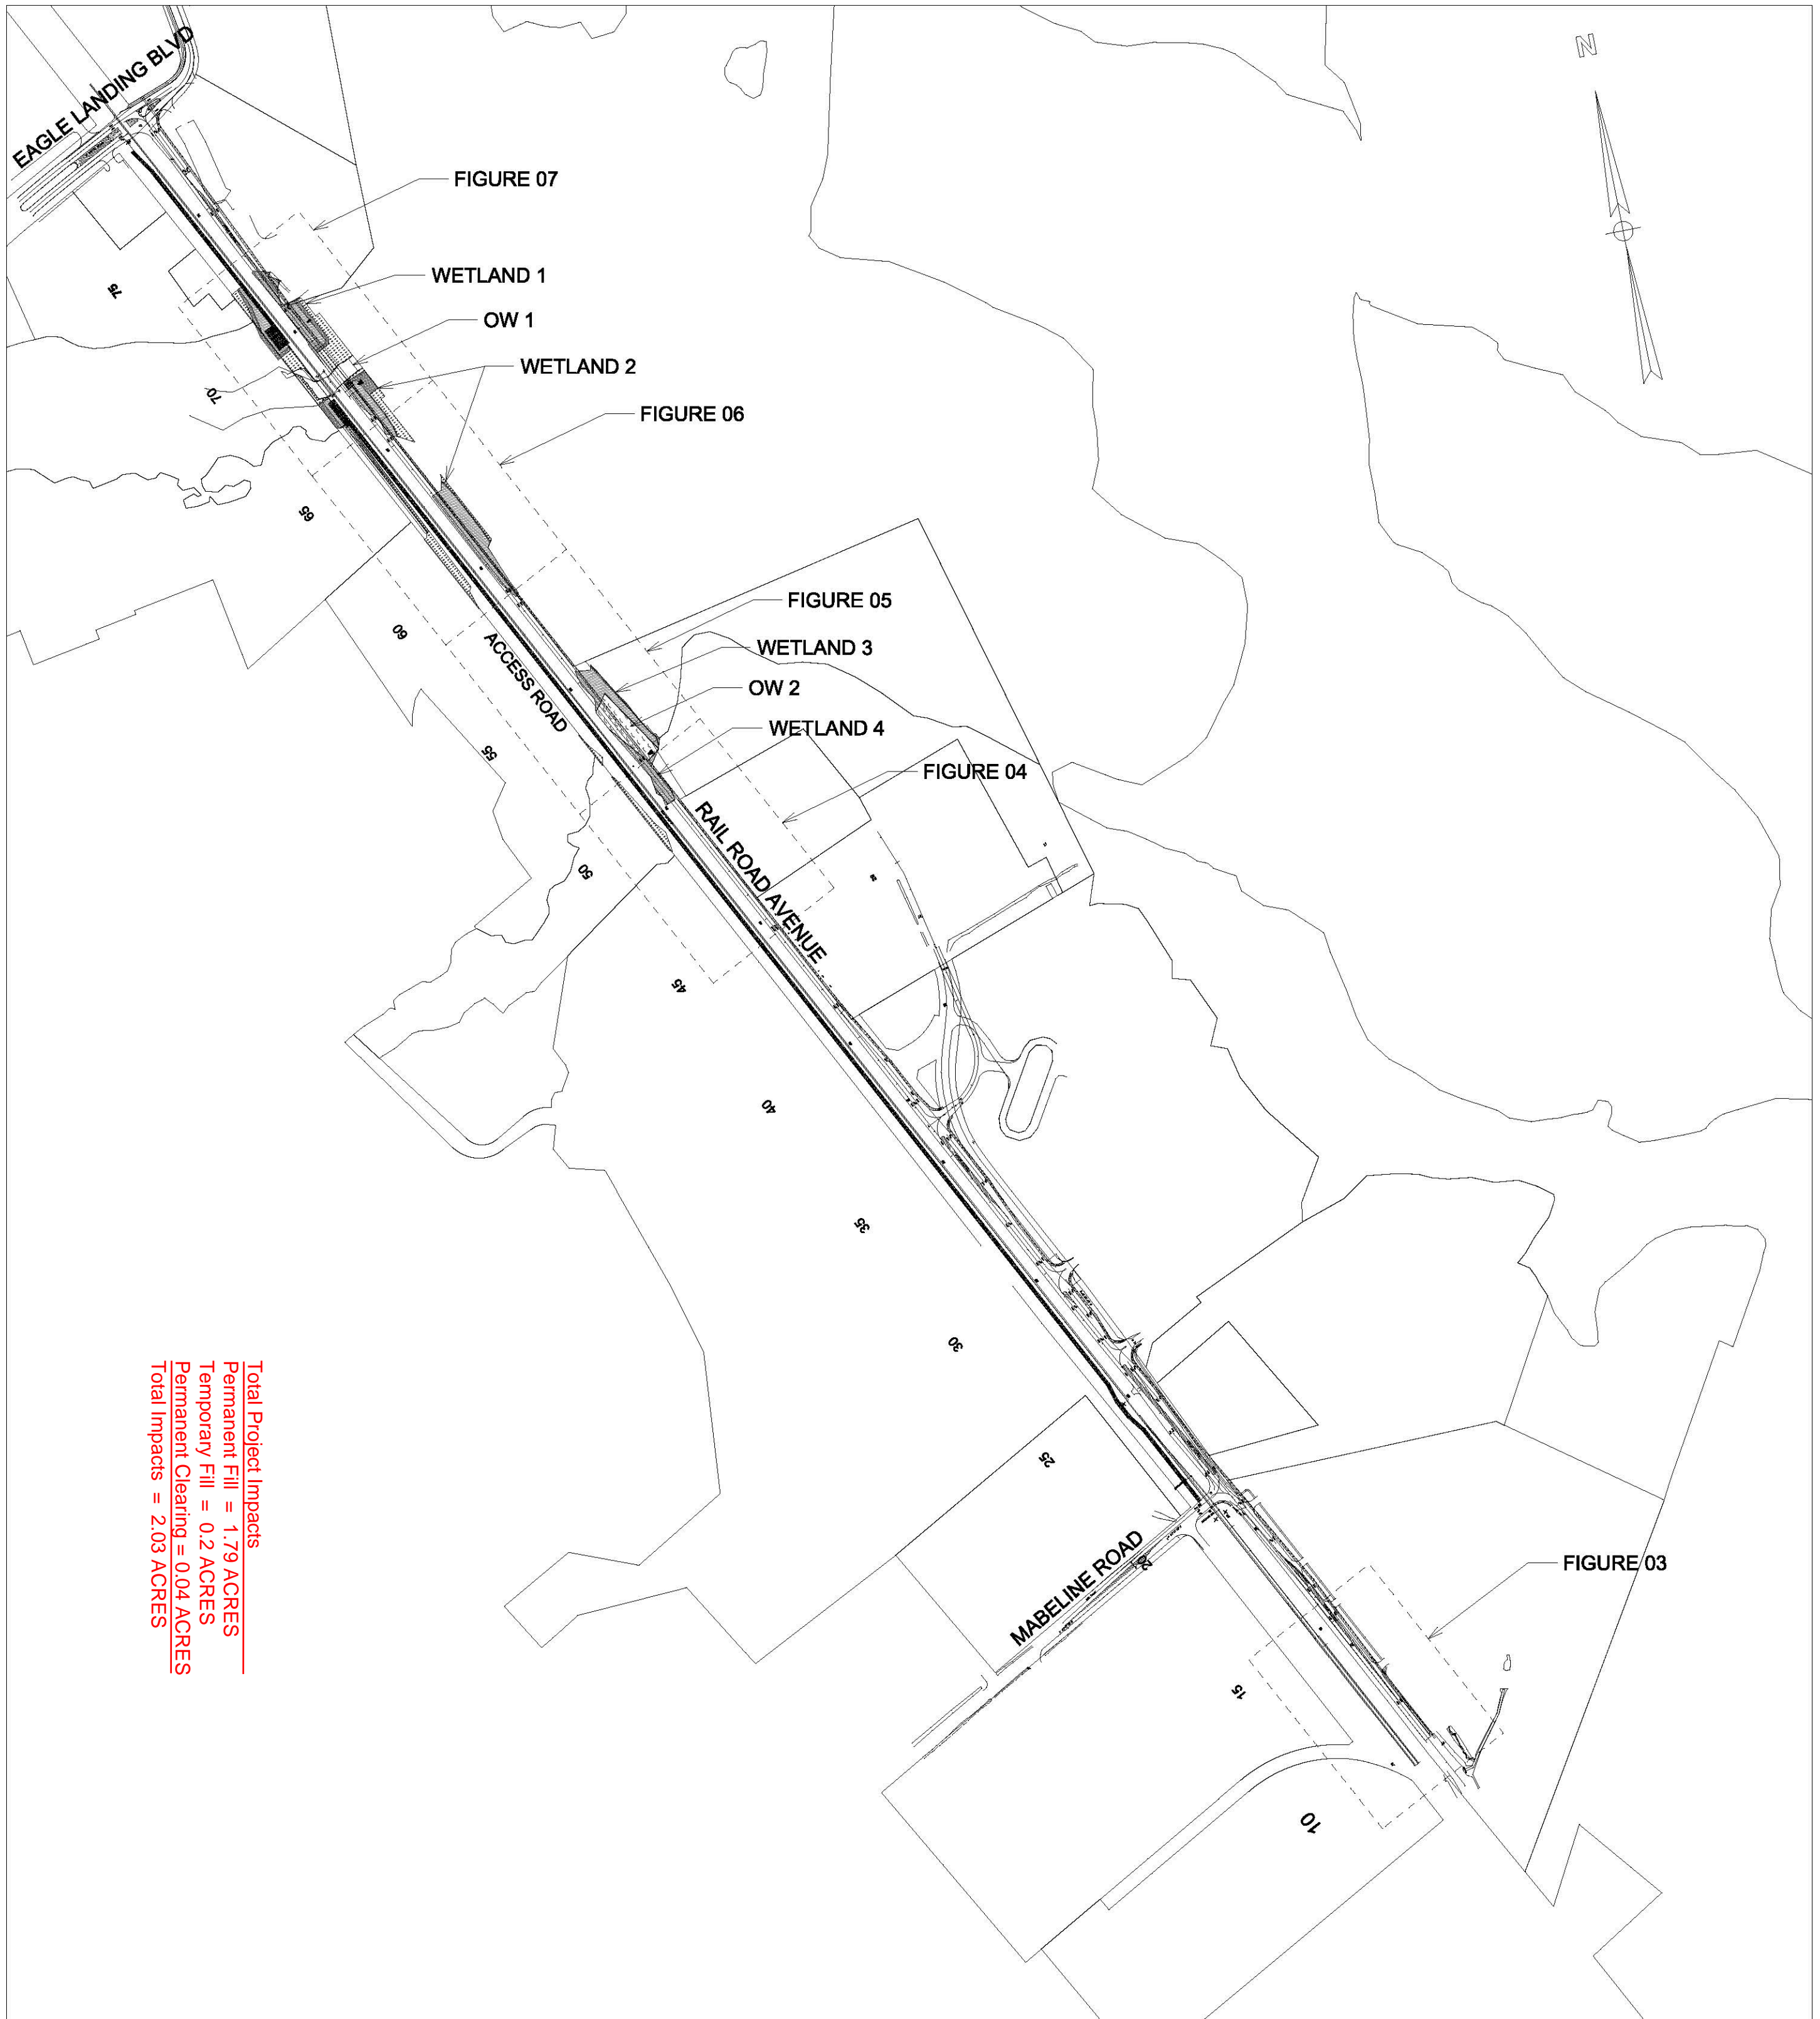 N
EAGLE LANDING BLVD
FIGURE 07
WETLAND 1
75
OW 1
WETLAND 2
70
FIGURE 06
65
FIGURE 05
60
ACCESS ROAD
WETLAND 3
OW 2
WETLAND 4
55
FIGURE 04
RAIL ROAD AVENUE
50
45
40
35
30
25
20
MABELINE ROAD
FIGURE 03
15
10
Total Project Impacts
Permanent Fill = 1.79 ACRES
Temporary Fill = 0.2 ACRES
Permanent Clearing = 0.04 ACRES
Total Impacts = 2.03 ACRES